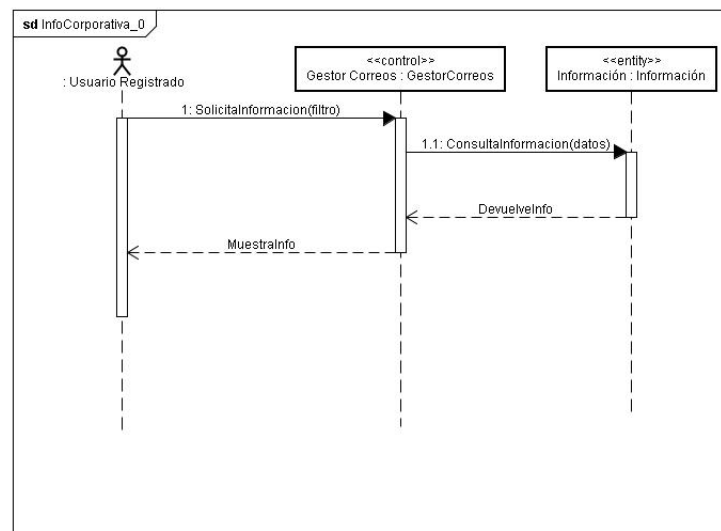 sd InfoCorporativa_0
: Usuario Registrado
<<control>>
Gestor Correos : GestorCorreos
<<entity>>
Información : Información
1: SolicitaInformacion(filtro)
1.1: ConsultaInformacion(datos)
DevuelveInfo
MuestraInfo